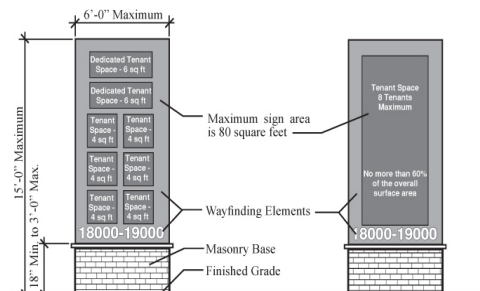 6'-0" Maximum
15'-0" Maximum
18" Min. to 3'-0" Max.
Dedicated Tenant
Space - 6 sq ft
Dedicated Tenant
Space - 6 sq ft
Tenant
Space -
4 sq ft
Tenant
Space -
4 sq ft
Tenant
Space -
4 sq ft
Tenant
Space -
4 sq ft
Tenant
Space -
4 sq ft
Tenant
Space -
4 sq ft
18000-19000
Maximum sign area
is 80 square feet
Wayfinding Elements
Masonry Base
Finished Grade
Tenant Space
8 Tenants
Maximum
No more than 60%
of the overall
surface area
18000-19000